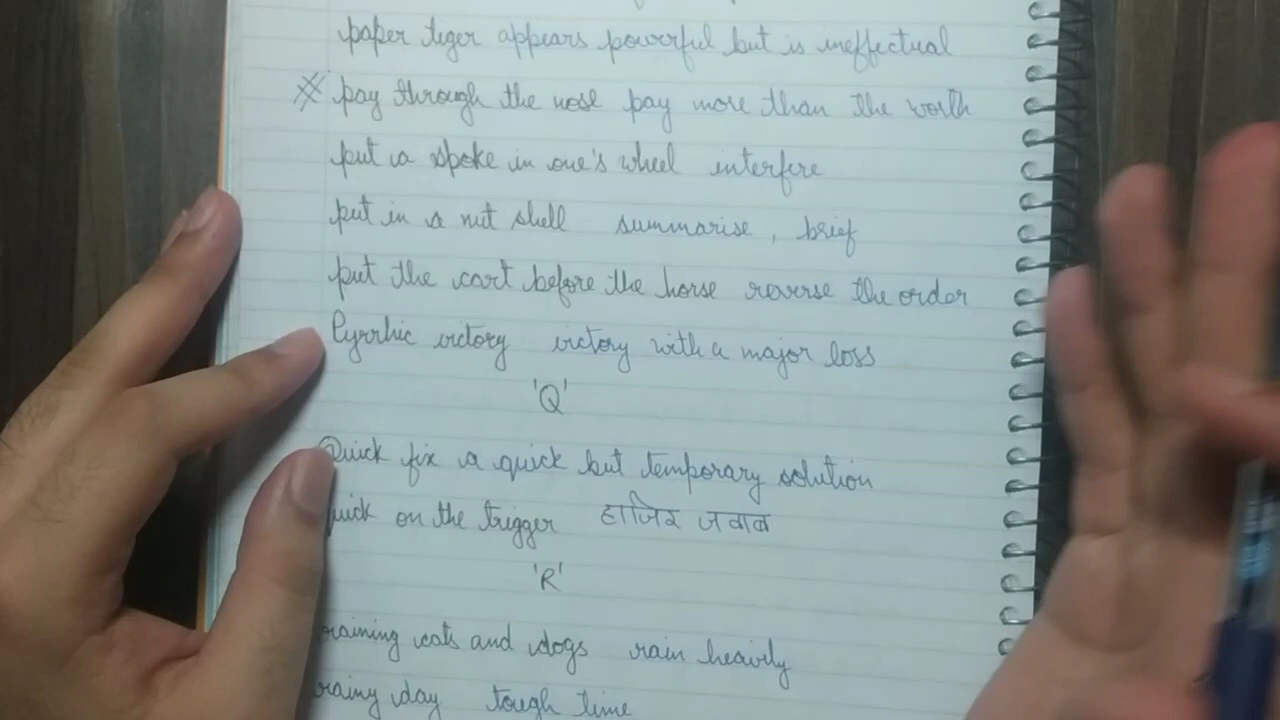 paper tiger appears powerful but is ineffectual
pay through the nose pay more than the worth
put a spoke in one's wheel interfere
put in a nut shell summarise, brief
put the cart before the horse reverse the order
Pyrrhic victory victory with a major loss
'Q'
Quick fix a quick but temporary solution
quick on the trigger हाजिर जवाब
'R'
raining cats and dogs rain heavily
rainy day tough time